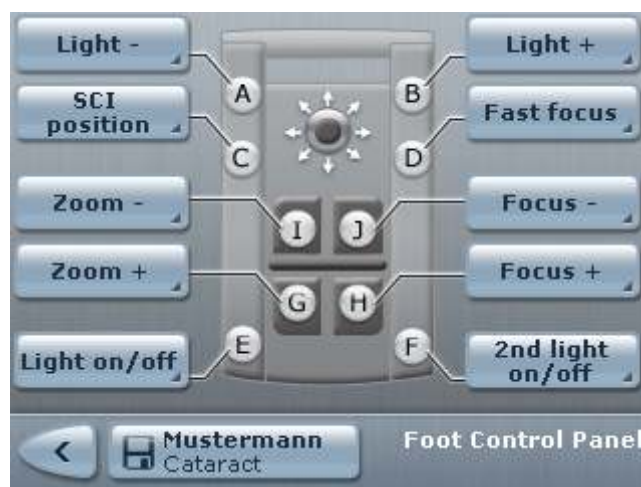 Light -
Light +
A
B
SCI
position
Fast focus
C
D
Zoom -
Focus -
I
J
Zoom +
Focus +
G
H
E
F
Light on/off
2nd light
on/off
Mustermann
Cataract
Foot Control Panel